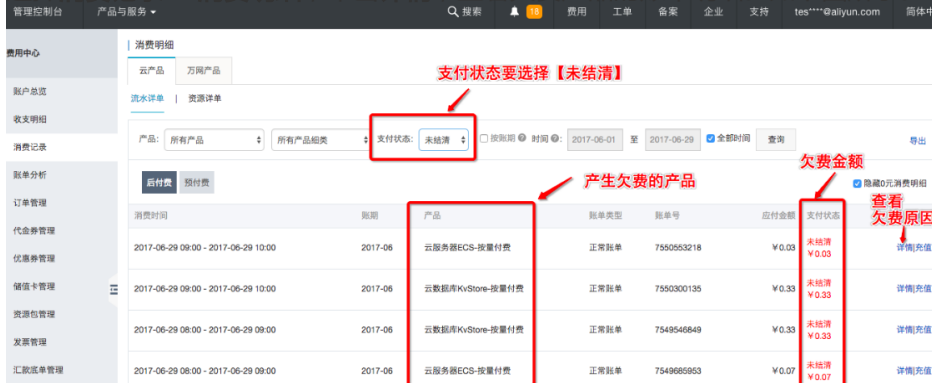 管理控制台 产品与服务 搜索 18 费用 工单 备案 企业 支持 tes****@aliyun.com 简体中
费用中心
消费明细
云产品 万网产品
支付状态要选择【未结清】
账户总览
流水详单 | 资源详单
收支明细
产品: 所有产品 所有产品细类 支付状态: 未结清 按账期 时间 : 2017-06-01 至 2017-06-29 全部时间 查询 导出
消费记录
欠费金额
账单分析
后付费 预付费
产生欠费的产品
隐藏0元消费明细
查看
欠费原因
订单管理
消费时间 账期 产品 账单类型 账单号 应付金额 支付状态
代金券管理
2017-06-29 09:00 - 2017-06-29 10:00 2017-06 云服务器ECS-按量付费 正常账单 7550553218 ¥0.03 未结清 ¥0.03 详情|充值
优惠券管理
储值卡管理
2017-06-29 09:00 - 2017-06-29 10:00 2017-06 云数据库KvStore-按量付费 正常账单 7550300135 ¥0.33 未结清 ¥0.33 详情|充值
资源包管理
2017-06-29 08:00 - 2017-06-29 09:00 2017-06 云数据库KvStore-按量付费 正常账单 7549546849 ¥0.33 未结清 ¥0.33 详情|充值
发票管理
汇款底单管理
2017-06-29 08:00 - 2017-06-29 09:00 2017-06 云服务器ECS-按量付费 正常账单 7549685953 ¥0.07 未结清 ¥0.07 详情|充值